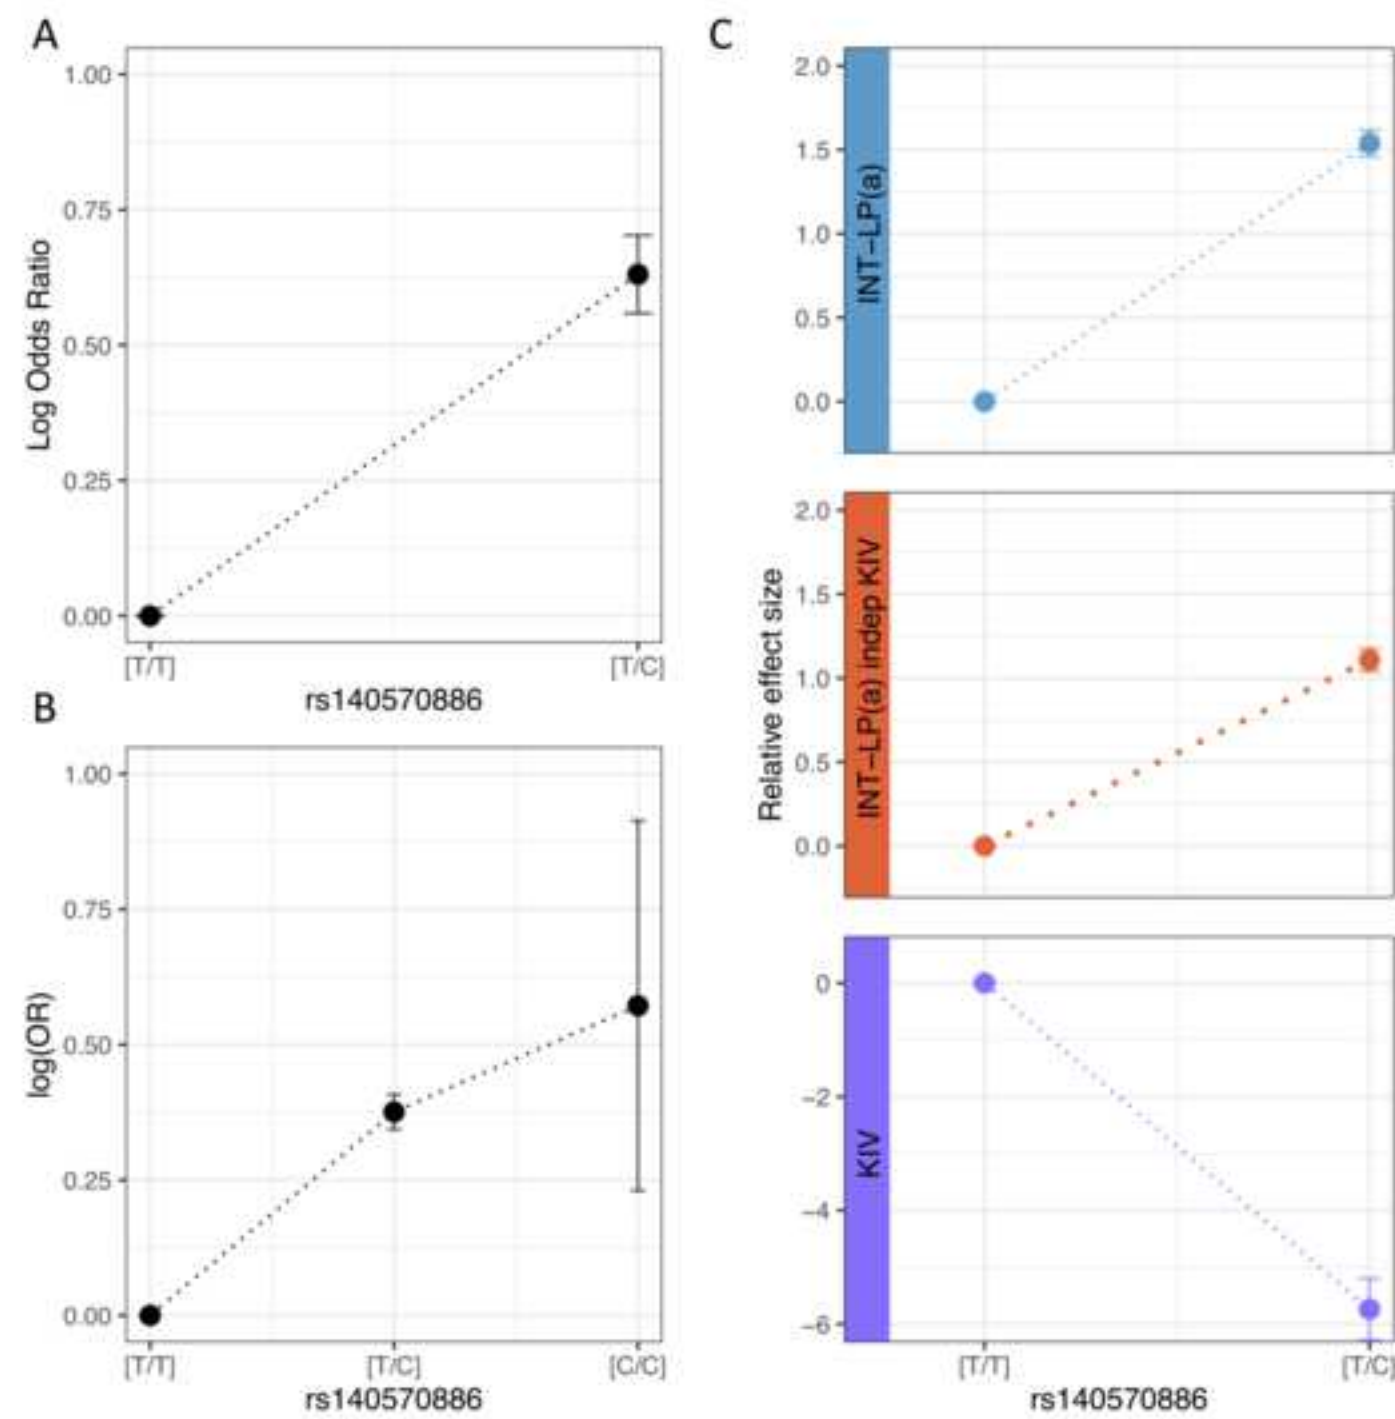 A
1.00
0.75
0.50
0.25
0.00
Log Odds Ratio
[T/T]
[T/C]
rs140570886
B
1.00
0.75
0.50
0.25
0.00
log(OR)
[T/T]
[T/C]
[C/C]
rs140570886
C
INT-LP(a)
2.0
1.5
1.0
0.5
0.0
Relative effect size
INT-LP(a) indep KIV
2.0
1.5
1.0
0.5
0.0
KIV
0
-2
-4
-6
[T/T]
[T/C]
rs140570886